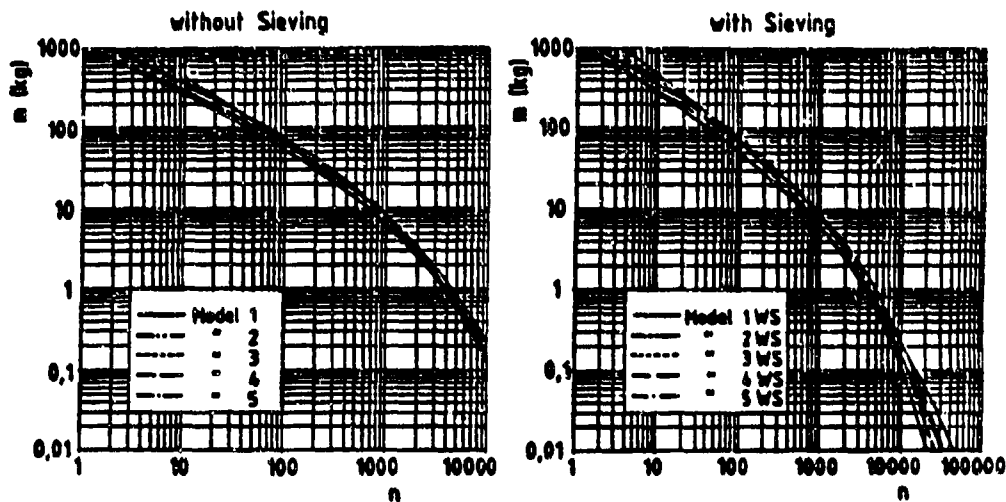 without Sieving
m (kg)
1000
100
10
1
0,1
0,01
Model 1
" 2
" 3
" 4
" 5
1 10 100 1000 10000
n
with Sieving
m (kg)
1000
100
10
1
0,1
0,01
Model 1 WS
" 2 WS
" 3 WS
" 4 WS
" 5 WS
1 10 100 1000 10000 100000
n